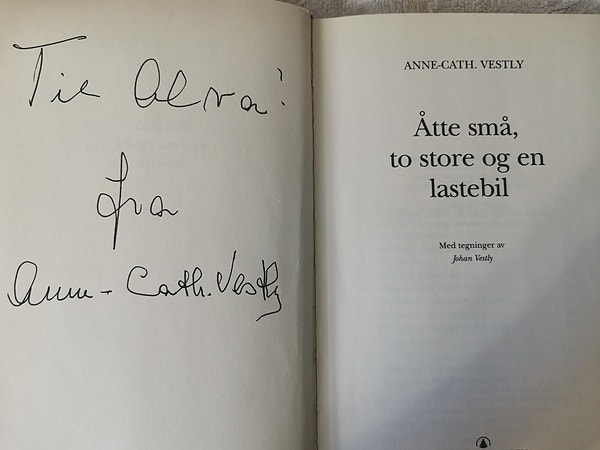 Til Alva!
fra
Anne-Cath. Vestly
ANNE-CATH. VESTLY
Åtte små,
to store og en
lastebil
Med tegninger av
Johan Vestly